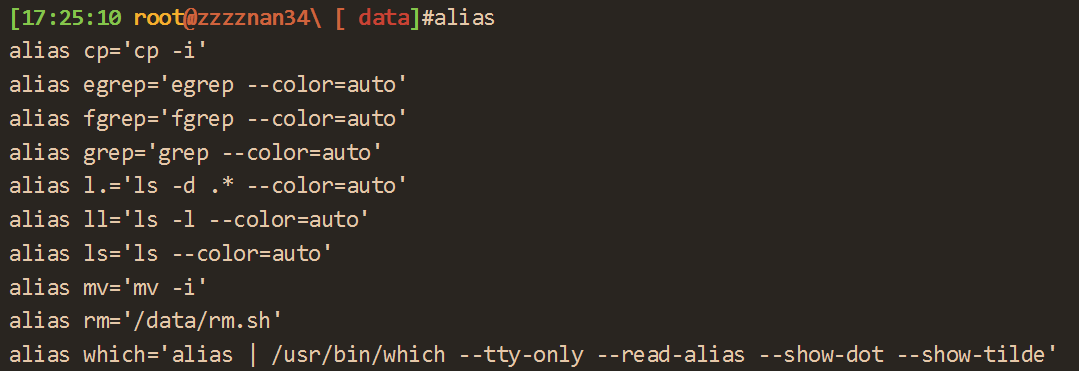 [17:25:10 root@zzzznan34\ [ data]#alias
alias cp='cp -i'
alias egrep='egrep --color=auto'
alias fgrep='fgrep --color=auto'
alias grep='grep --color=auto'
alias l.='ls -d .* --color=auto'
alias ll='ls -l --color=auto'
alias ls='ls --color=auto'
alias mv='mv -i'
alias rm='/data/rm.sh'
alias which='alias | /usr/bin/which --tty-only --read-alias --show-dot --show-tilde'